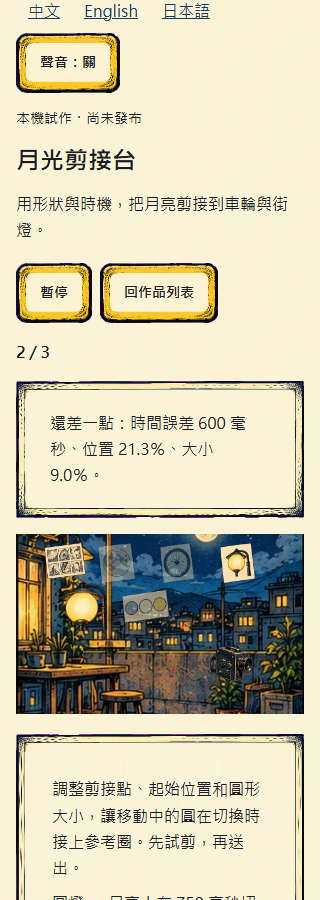 中文 English 日本語
聲音：關
本機試作・尚未發布
月光剪接台
用形狀與時機，把月亮剪接到車輪與街
燈。
暫停 回作品列表
2 / 3
還差一點：時間誤差 600 毫
秒、位置 21.3%、大小
9.0%。
調整剪接點、起始位置和圓形
大小，讓移動中的圓在切換時
接上參考圈。先試剪，再送
出。